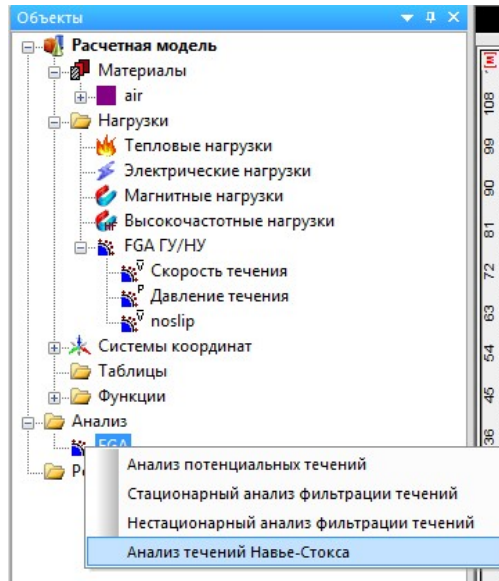 Объекты
Расчетная модель
Материалы
air
Нагрузки
Тепловые нагрузки
Электрические нагрузки
Магнитные нагрузки
Высокочастотные нагрузки
FGA ГУ/НУ
Скорость течения
Давление течения
noslip
Системы координат
Таблицы
Функции
Анализ
FGA
Анализ потенциальных течений
Стационарный анализ фильтрации течений
Нестационарный анализ фильтрации течений
Анализ течений Навье-Стокса
[м]
108
99
90
81
72
63
54
45
36